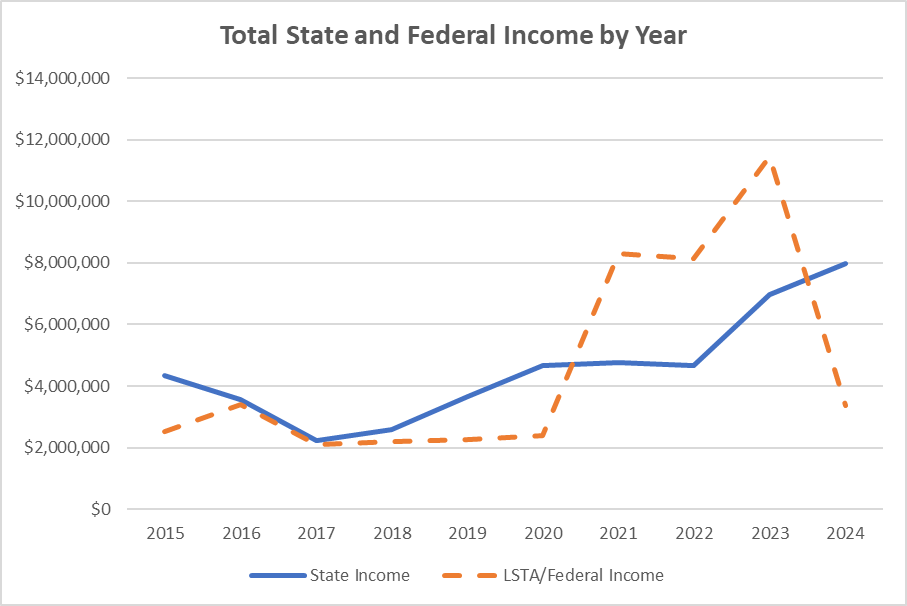 Total State and Federal Income by Year
$14,000,000
$12,000,000
$10,000,000
$8,000,000
$6,000,000
$4,000,000
$2,000,000
$0
2015 2016 2017 2018 2019 2020 2021 2022 2023 2024
State Income LSTA/Federal Income